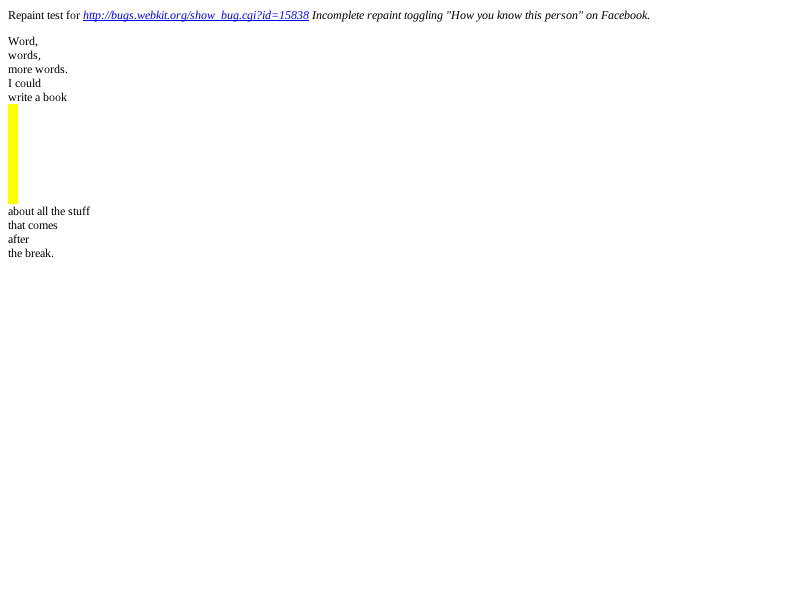 Repaint test for http://bugs.webkit.org/show_bug.cgi?id=15838 Incomplete repaint toggling "How you know this person" on Facebook.
Word,
words,
more words.
I could
write a book
about all the stuff
that comes
after
the break.